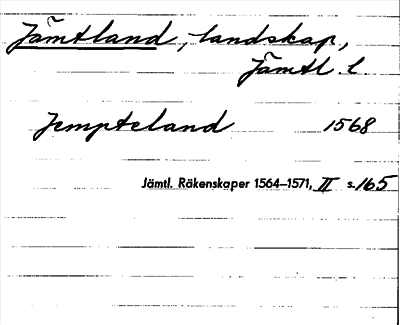 Jämtland, landskap,
Jämtl. l.
Jempteland 1568
Jämtl. Räkenskaper 1564–1571, II s.165